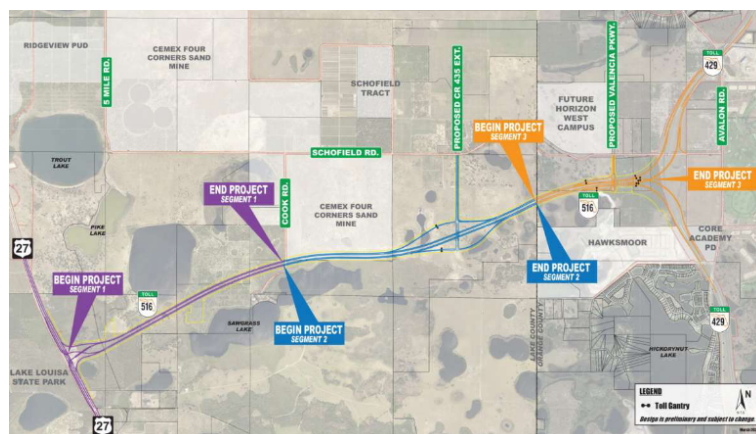 RIDGEVIEW PUD
5 MILE RD.
CEMEX FOUR
CORNERS SAND
MINE
SCHOFIELD
TRACT
PROPOSED CR 435 EXT.
FUTURE
HORIZON
WEST
CAMPUS
PROPOSED VALENCIA PKWY.
TOLL
429
AVALON RD.
TROUT
LAKE
SCHOFIELD RD.
BEGIN PROJECT
SEGMENT 3
END PROJECT
SEGMENT 3
END PROJECT
SEGMENT 1
COOK RD.
CEMEX FOUR
CORNERS SAND
MINE
PIKE
LAKE
TOLL
516
HAWKSMOOR
CORE
ACADEMY
PD
27
BEGIN PROJECT
SEGMENT 1
TOLL
516
END PROJECT
SEGMENT 2
BEGIN PROJECT
SEGMENT 2
SAWGRASS
LAKE
LAKE COUNTY
ORANGE COUNTY
TOLL
429
HICKORYNUT
LAKE
LAKE LOUISA
STATE PARK
27
LEGEND
Toll Gantry
N
Design is preliminary and subject to change